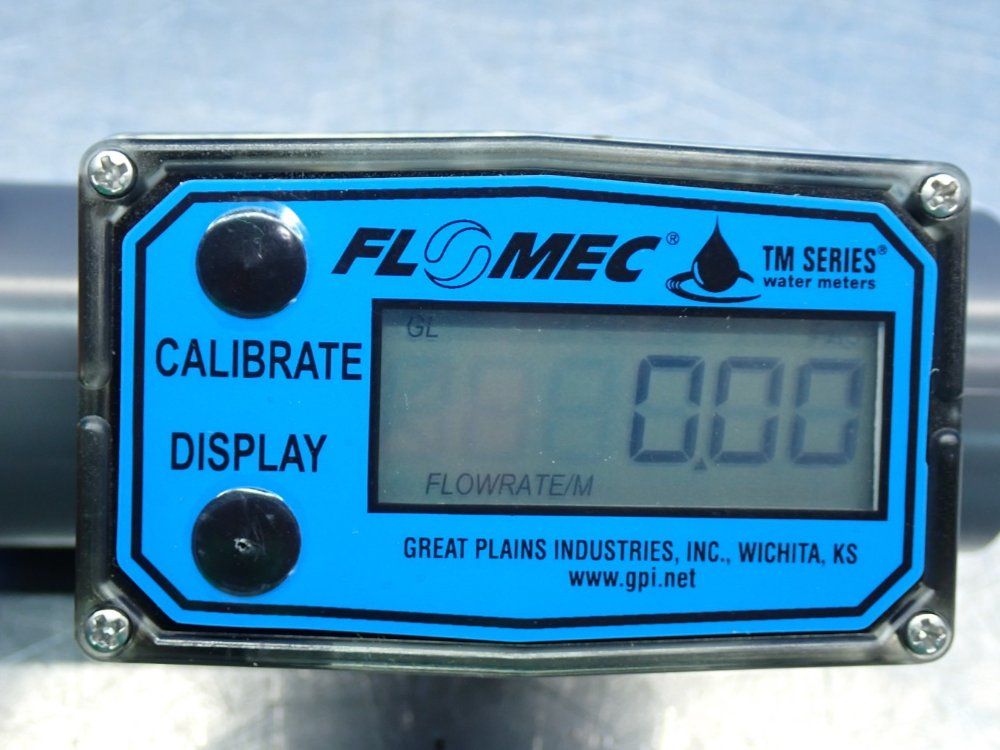 FLOMEC®
TM SERIES®
water meters
CALIBRATE
GL
FAC
0.00
DISPLAY
FLOWRATE/M
GREAT PLAINS INDUSTRIES, INC., WICHITA, KS
www.gpi.net